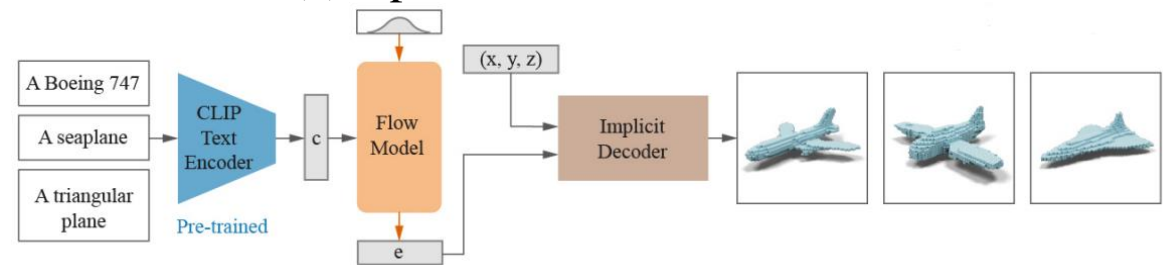 A Boeing 747
A seaplane
A triangular
plane
CLIP
Text
Encoder
Pre-trained
c
Flow
Model
e
(x, y, z)
Implicit
Decoder